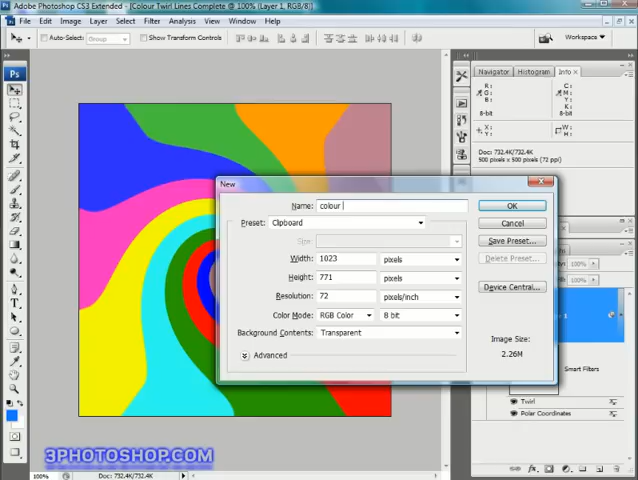 Adobe Photoshop CS3 Extended - [Colour Twirl Lines Complete @ 100% (Layer 1, RGB/8)]
File Edit Image Layer Select Filter Analysis View Window Help
Auto-Select: Group Show Transform Controls Workspace
Ps
Navigator Histogram Info
R: C:
G: M:
B: Y:
K:
8-bit 8-bit
X: W:
Y: H:
Doc: 732.4K/732.4K
500 pixels x 500 pixels (72 ppi)
New
Name: colour
Preset: Clipboard
Size:
Width: 1023 pixels
Height: 771 pixels
Resolution: 72 pixels/inch
Color Mode: RGB Color 8 bit
Background Contents: Transparent
Advanced
OK
Cancel
Save Preset...
Delete Preset...
Device Central...
Image Size:
2.26M
100%
100%
1
Smart Filters
Twirl
Polar Coordinates
3PHOTOSHOP.COM
100% Doc: 732.4K/732.4K